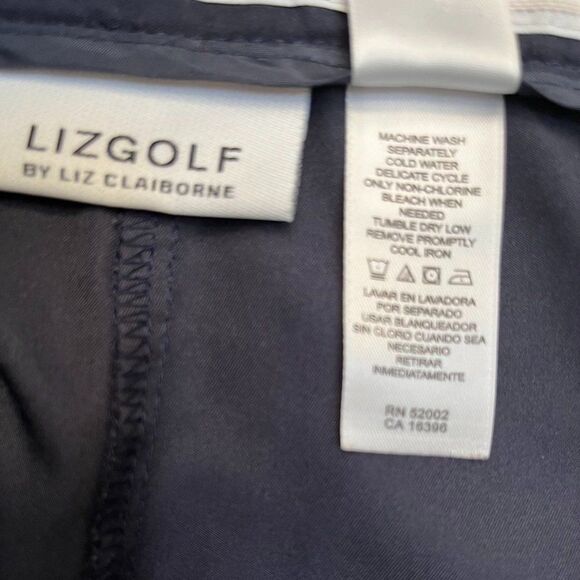 LIZGOLF
BY LIZ CLAIBORNE
MACHINE WASH
SEPARATELY
COLD WATER
DELICATE CYCLE
ONLY NON-CHLORINE
BLEACH WHEN
NEEDED
TUMBLE DRY LOW
REMOVE PROMPTLY
COOL IRON
LAVAR EN LAVADORA
POR SEPARADO
USAR BLANQUEADOR
SIN CLORO CUANDO SEA
NECESARIO
RETIRAR
INMEDIATAMENTE
RN 52002
CA 16396